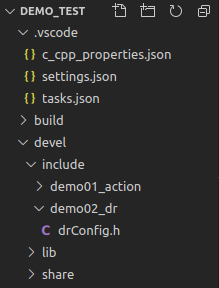 DEMO_TEST
.vscode
{} c_cpp_properties.json
{} settings.json
{} tasks.json
build
devel
include
demo01_action
demo02_dr
C drConfig.h
lib
share